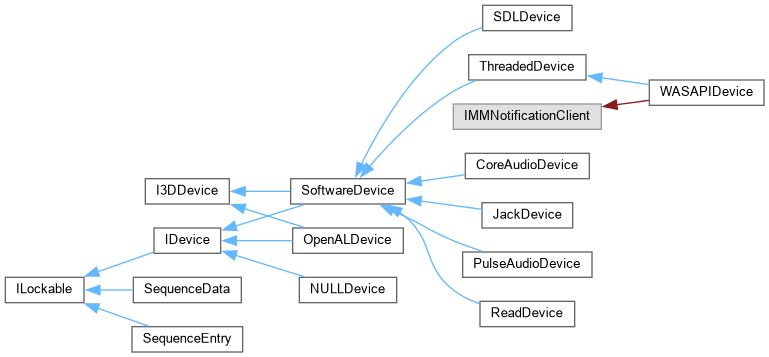 SDLDevice
ThreadedDevice
WASAPIDevice
IMMNotificationClient
CoreAudioDevice
I3DDevice
SoftwareDevice
JackDevice
IDevice
OpenALDevice
PulseAudioDevice
ILockable
SequenceData
NULLDevice
ReadDevice
SequenceEntry